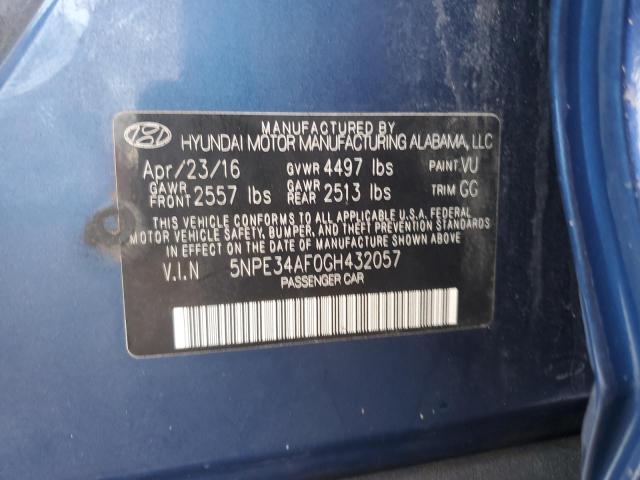 MANUFACTURED BY
HYUNDAI MOTOR MANUFACTURING ALABAMA, LLC
Apr/23/16 GVWR 4497 lbs PAINT VU
GAWR FRONT 2557 lbs GAWR REAR 2513 lbs TRIM GG
THIS VEHICLE CONFORMS TO ALL APPLICABLE U.S.A. FEDERAL
MOTOR VEHICLE SAFETY, BUMPER, AND THEFT PREVENTION STANDARDS
IN EFFECT ON THE DATE OF MANUFACTURE SHOWN ABOVE.
V.I.N 5NPE34AF0GH432057
PASSENGER CAR